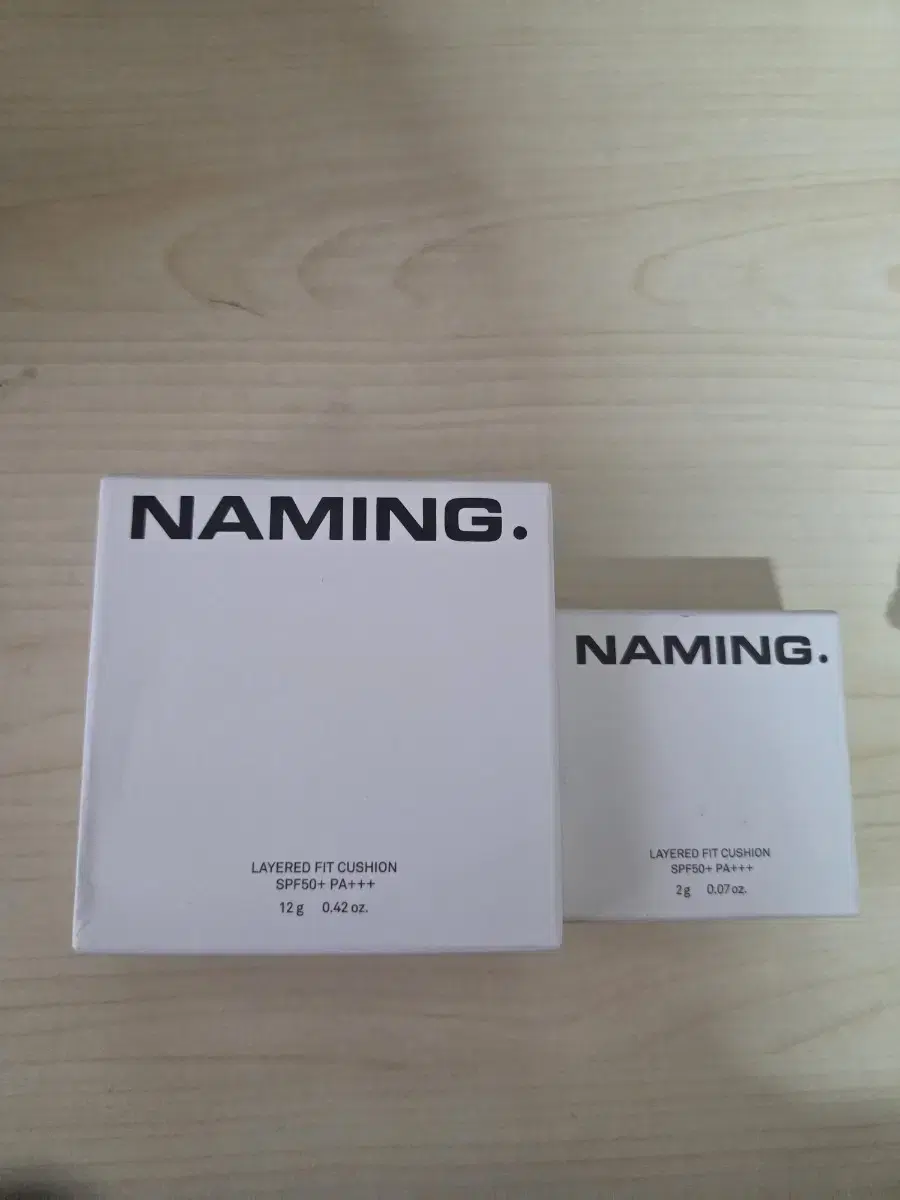 NAMING.
LAYERED FIT CUSHION
SPF50+ PA+++
12 g 0.42 oz.
NAMING.
LAYERED FIT CUSHION
SPF50+ PA+++
2 g 0.07 oz.